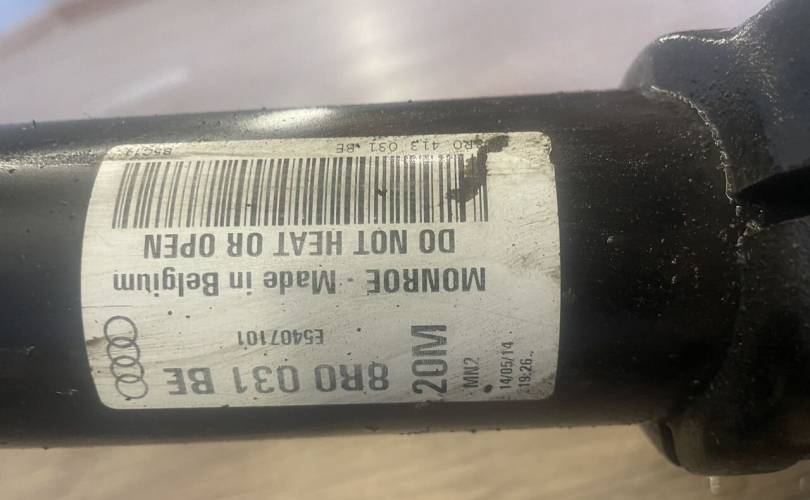 8R0 031 BE
E5407101
20M
MN2
14/05/14
19:26
MONROE - Made in Belgium
DO NOT HEAT OR OPEN
8R0 413 031 BE